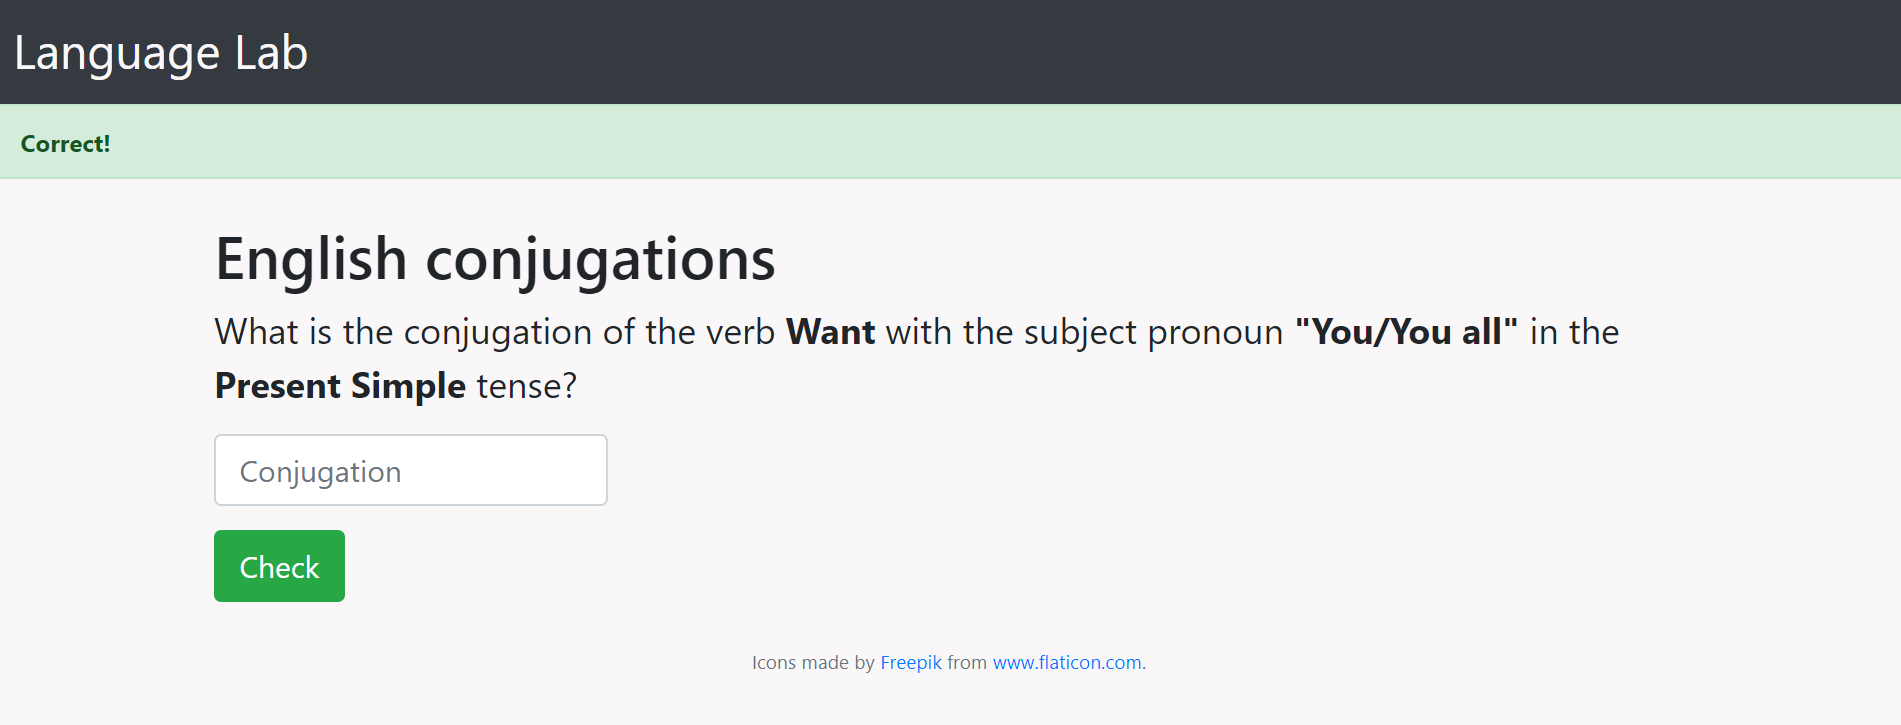 Language Lab
Correct!
English conjugations
What is the conjugation of the verb Want with the subject pronoun "You/You all" in the
Present Simple tense?
Conjugation
Check
Icons made by Freepik from www.flaticon.com.